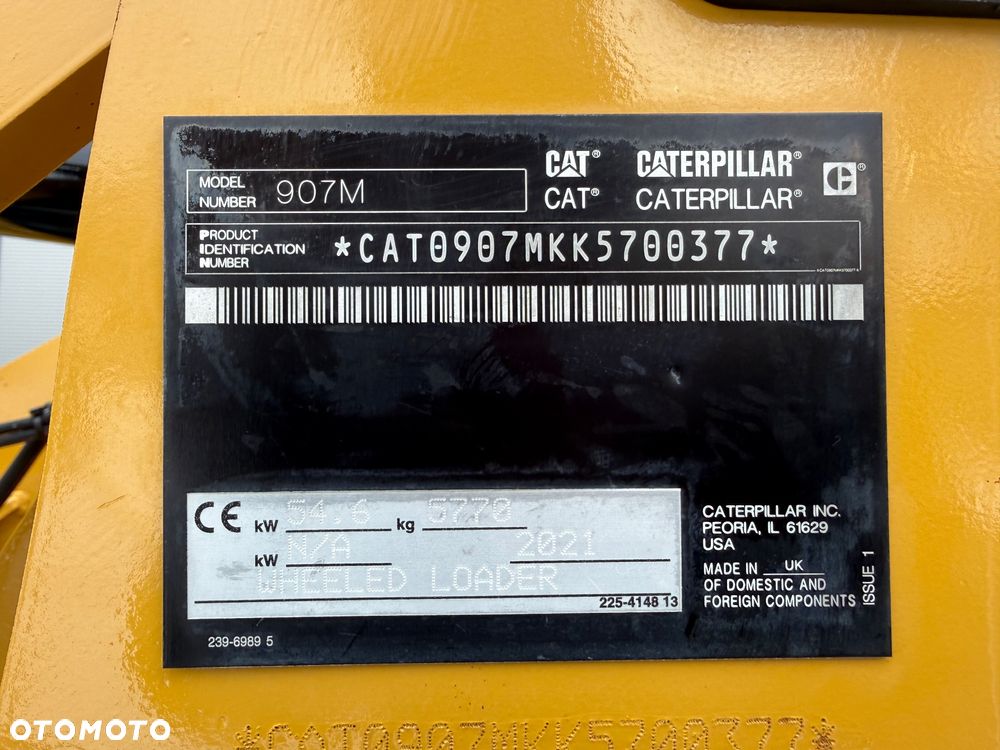 CAT® CATERPILLAR®
MODEL NUMBER 907M
CAT® CATERPILLAR®
PRODUCT IDENTIFICATION NUMBER *CAT0907MKK5700377*
*CAT0907MKK5700377*
CE kW 54.6 kg 5770
kW N/A 2021
WHEELED LOADER
225-4148 13
239-6989 5
CATERPILLAR INC.
PEORIA, IL 61629
USA
MADE IN UK
OF DOMESTIC AND
FOREIGN COMPONENTS
ISSUE 1
*CAT0907MKK5700377*
OTOMOTO